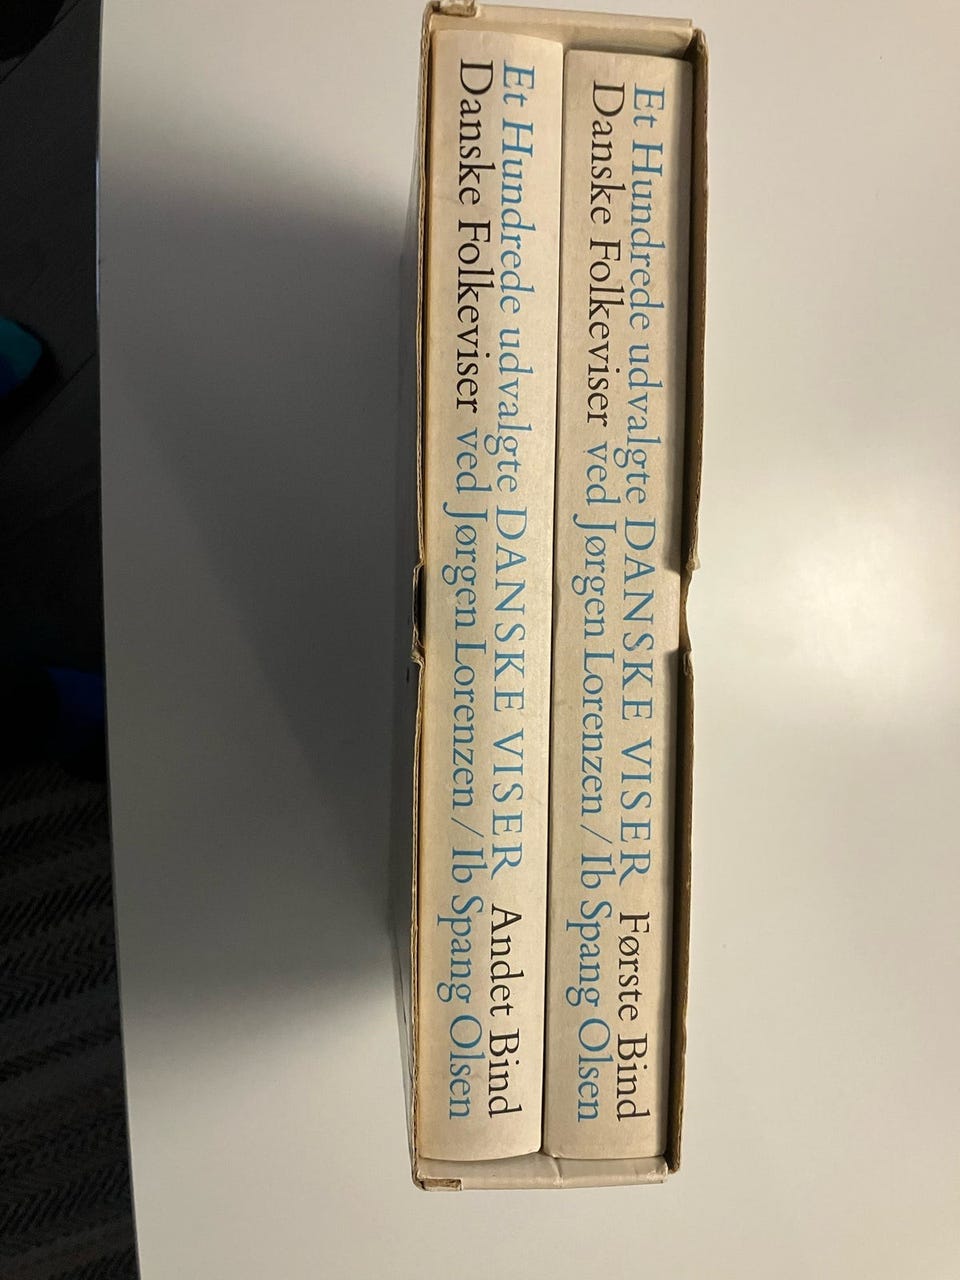 Et Hundrede udvalgte DANSKE VISER Første Bind
Danske Folkeviser ved Jørgen Lorenzen / Ib Spang Olsen
Et Hundrede udvalgte DANSKE VISER Andet Bind
Danske Folkeviser ved Jørgen Lorenzen / Ib Spang Olsen